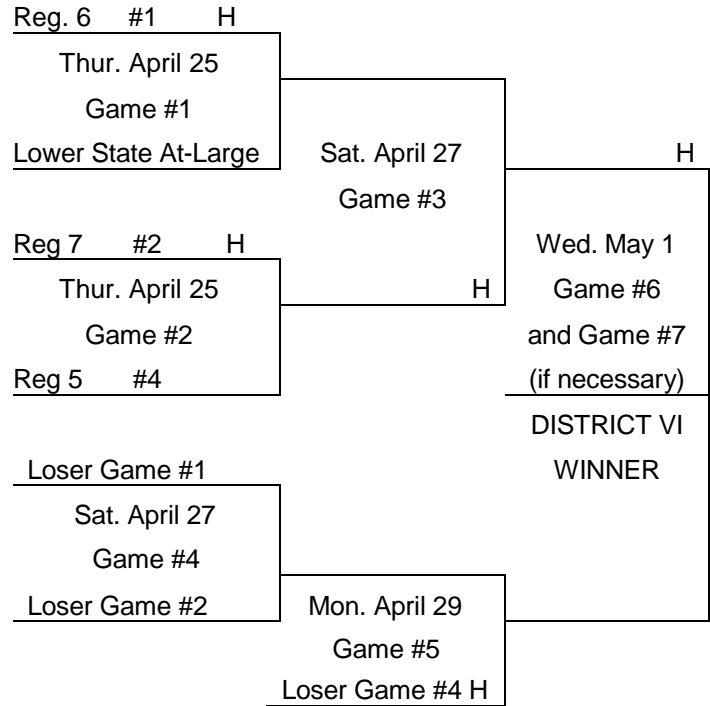 Reg. 6 #1 H
Thur. April 25
Game #1
Lower State At-Large
Sat. April 27
Game #3
H
Reg 7 #2 H
Thur. April 25
Game #2
Reg 5 #4
H
Wed. May 1
Game #6
and Game #7
(if necessary)
DISTRICT VI
WINNER
Loser Game #1
Sat. April 27
Game #4
Loser Game #2
Mon. April 29
Game #5
Loser Game #4 H